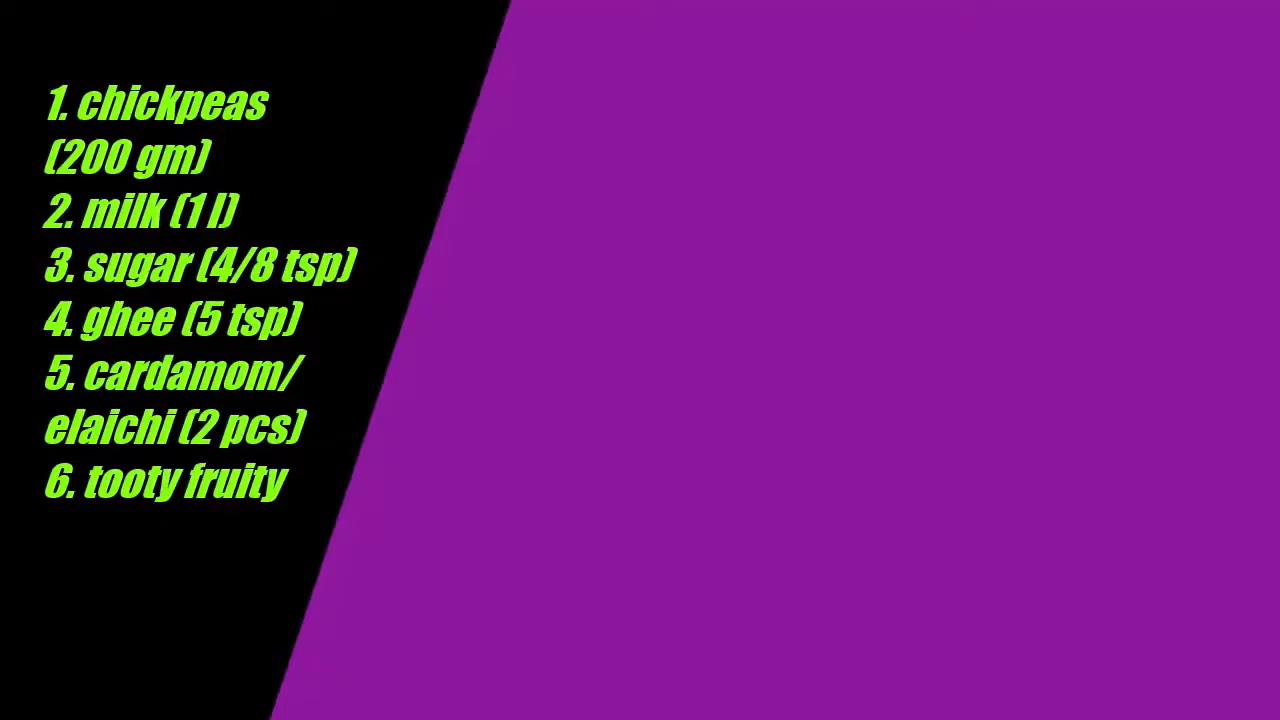 1. chickpeas
(200 gm)
2. milk (1 l)
3. sugar (4/8 tsp)
4. ghee (5 tsp)
5. cardamom/
elaichi (2 pcs)
6. tooty fruity